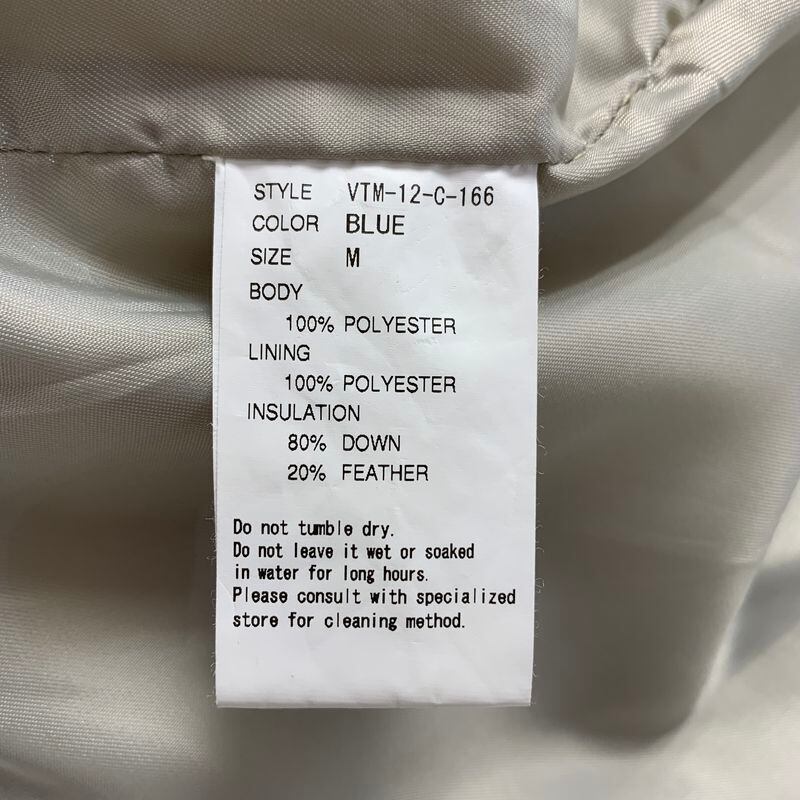 STYLE VTM-12-C-166
COLOR BLUE
SIZE M
BODY
100% POLYESTER
LINING
100% POLYESTER
INSULATION
80% DOWN
20% FEATHER
Do not tumble dry.
Do not leave it wet or soaked
in water for long hours.
Please consult with specialized
store for cleaning method.